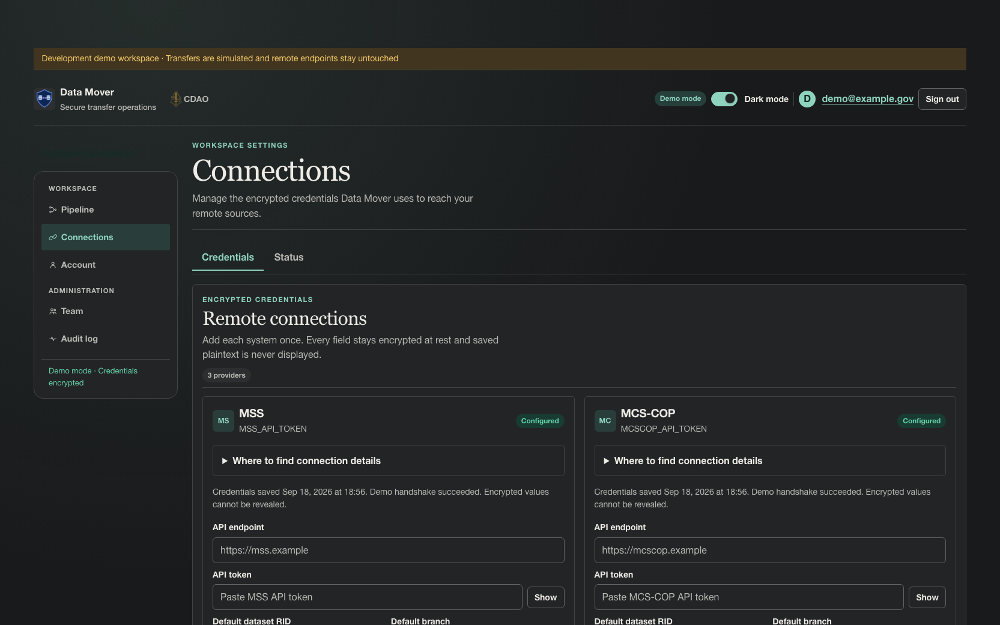 Development demo workspace · Transfers are simulated and remote endpoints stay untouched
Data Mover
Secure transfer operations
CDAO
Demo mode
Dark mode
D
demo@example.gov
Sign out
WORKSPACE
Pipeline
Connections
Account
ADMINISTRATION
Team
Audit log
Demo mode · Credentials
encrypted
WORKSPACE SETTINGS
Connections
Manage the encrypted credentials Data Mover uses to reach your
remote sources.
Credentials
Status
ENCRYPTED CREDENTIALS
Remote connections
Add each system once. Every field stays encrypted at rest and saved
plaintext is never displayed.
3 providers
MS
MSS
MSS_API_TOKEN
Configured
▶ Where to find connection details
Credentials saved Sep 18, 2026 at 18:56. Demo handshake succeeded. Encrypted values
cannot be revealed.
API endpoint
https://mss.example
API token
Paste MSS API token
Show
Default dataset RID
Default branch
MC
MCS-COP
MCSCOP_API_TOKEN
Configured
▶ Where to find connection details
Credentials saved Sep 18, 2026 at 18:56. Demo handshake succeeded. Encrypted values
cannot be revealed.
API endpoint
https://mcscop.example
API token
Paste MCS-COP API token
Show
Default dataset RID
Default branch